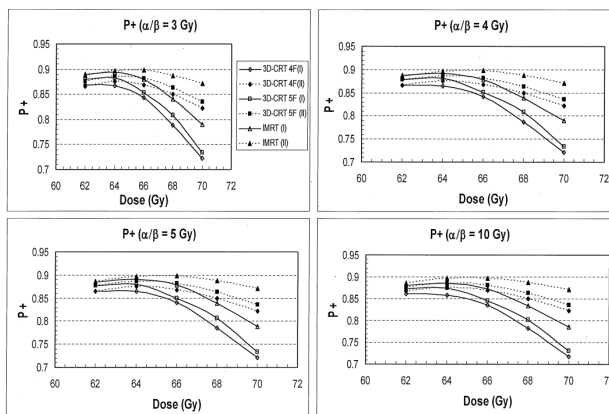 P+ (α/β = 3 Gy)
P +
0.95
0.9
0.85
0.8
0.75
0.7
60 62 64 66 68 70 72
Dose (Gy)
3D-CRT 4F(I)
3D-CRT 4F(II)
3D-CRT 5F(I)
3D-CRT 5F (II)
IMRT (I)
IMRT (II)
P+ (α/β = 4 Gy)
P +
0.95
0.9
0.85
0.8
0.75
0.7
60 62 64 66 68 70 72
Dose (Gy)
P+ (α/β = 5 Gy)
P +
0.95
0.9
0.85
0.8
0.75
0.7
60 62 64 66 68 70 72
Dose (Gy)
P+ (α/β = 10 Gy)
P +
0.95
0.9
0.85
0.8
0.75
0.7
60 62 64 66 68 70 72
Dose (Gy)